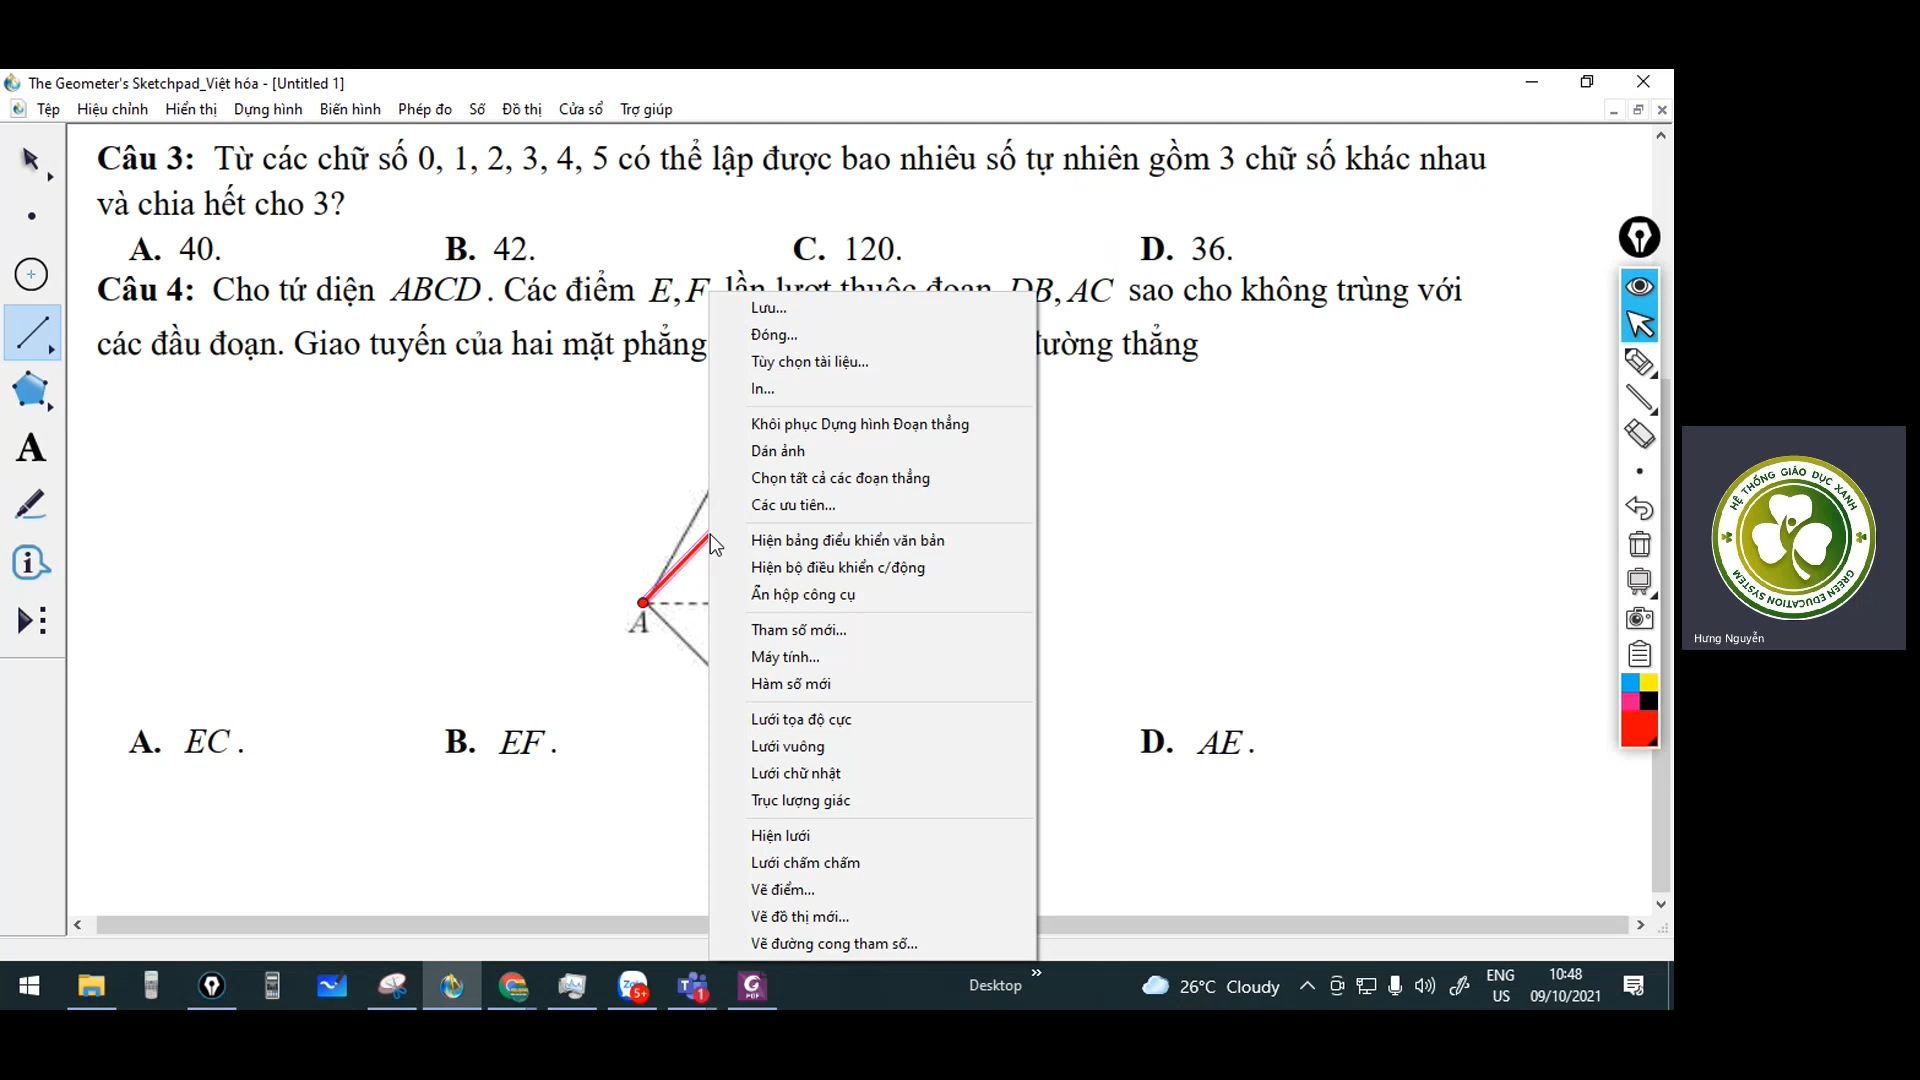 The Geometer's Sketchpad_Việt hóa - [Untitled 1]
Tệp Hiệu chỉnh Hiển thị Dựng hình Biến hình Phép đo Số Đồ thị Cửa sổ Trợ giúp
Câu 3: Từ các chữ số 0, 1, 2, 3, 4, 5 có thể lập được bao nhiêu số tự nhiên gồm 3 chữ số khác nhau
và chia hết cho 3?
A. 40. B. 42. C. 120. D. 36.
Câu 4: Cho tứ diện ABCD. Các điểm E, F lần lượt thuộc đoạn DB, AC sao cho không trùng với
các đầu đoạn. Giao tuyến của hai mặt phẳng đường thẳng
Lưu...
Đóng...
Tùy chọn tài liệu...
In...
Khôi phục Dựng hình Đoạn thẳng
Dán ảnh
Chọn tất cả các đoạn thẳng
Các ưu tiên...
Hiện bảng điểu khiển văn bản
Hiện bộ điều khiển c/động
Ẩn hộp công cụ
Tham số mới...
Máy tính...
Hàm số mới
Lưới tọa độ cực
Lưới vuông
Lưới chữ nhật
Trục lượng giác
Hiện lưới
Lưới chấm chấm
Vẽ điểm...
Vẽ đồ thị mới...
Vẽ đường cong tham số...
A
A
A. EC. B. EF. D. AE.
HỆ THỐNG GIÁO DỤC XANH
GREEN EDUCATION SYSTEM
Hưng Nguyễn
Zalo 5+
T 1
G PDF
Desktop
26°C Cloudy
ENG
US
10:48
09/10/2021